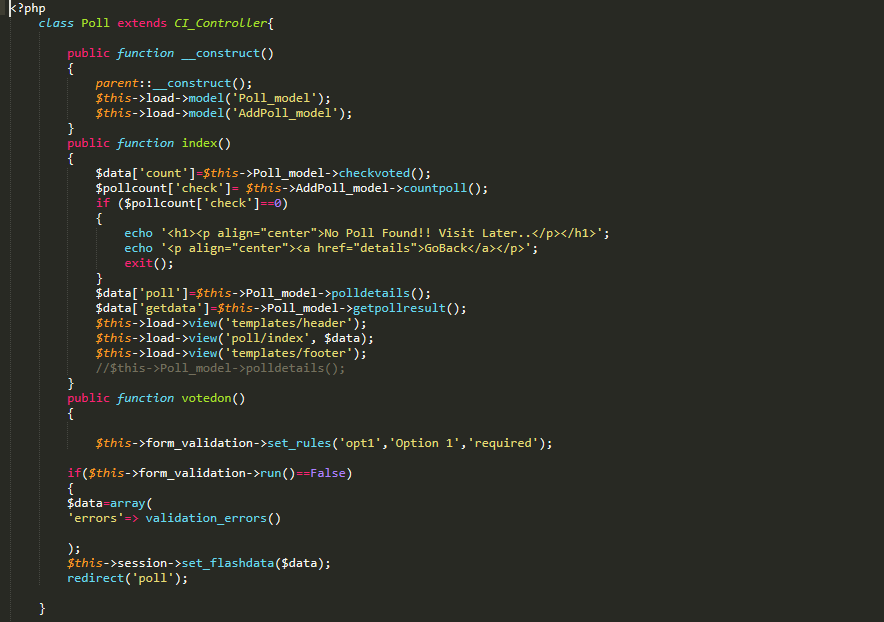 <?php
class Poll extends CI_Controller{
public function __construct()
{
parent::__construct();
$this->load->model('Poll_model');
$this->load->model('AddPoll_model');
}
public function index()
{
$data['count']=$this->Poll_model->checkvoted();
$pollcount['check']= $this->AddPoll_model->countpoll();
if ($pollcount['check']==0)
{
echo '<h1><p align="center">No Poll Found!! Visit Later..</p></h1>';
echo '<p align="center"><a href="details">GoBack</a></p>';
exit();
}
$data['poll']=$this->Poll_model->polldetails();
$data['getdata']=$this->Poll_model->getpollresult();
$this->load->view('templates/header');
$this->load->view('poll/index', $data);
$this->load->view('templates/footer');
//$this->Poll_model->polldetails();
}
public function votedon()
{
$this->form_validation->set_rules('opt1','Option 1','required');
if($this->form_validation->run()==False)
{
$data=array(
'errors'=> validation_errors()
);
$this->session->set_flashdata($data);
redirect('poll');
}